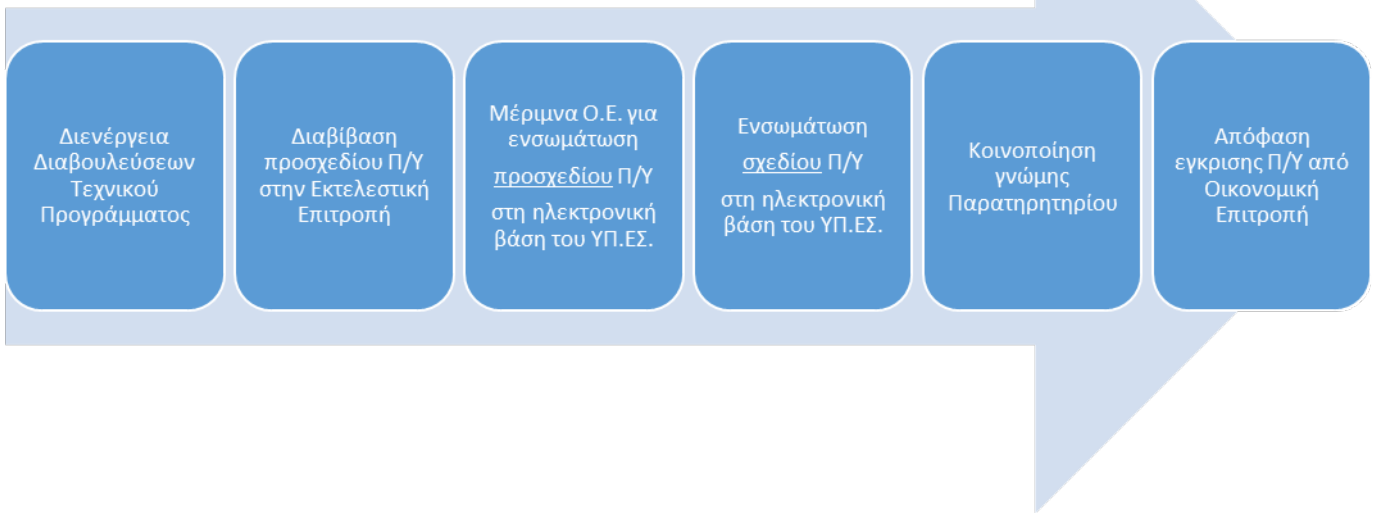 Διενέργεια
Διαβουλεύσεων
Τεχνικού
Προγράμματος
Διαβίβαση
προσχεδίου Π/Υ
στην Εκτελεστική
Επιτροπή
Μέριμνα Ο.Ε. για
ενσωμάτωση
προσχεδίου Π/Υ
στη ηλεκτρονική
βάση του ΥΠ.ΕΣ.
Ενσωμάτωση
σχεδίου Π/Υ
στη ηλεκτρονική
βάση του ΥΠ.ΕΣ.
Κοινοποίηση
γνώμης
Παρατηρητηρίου
Απόφαση
εγκρισης Π/Υ από
Οικονομική
Επιτροπή